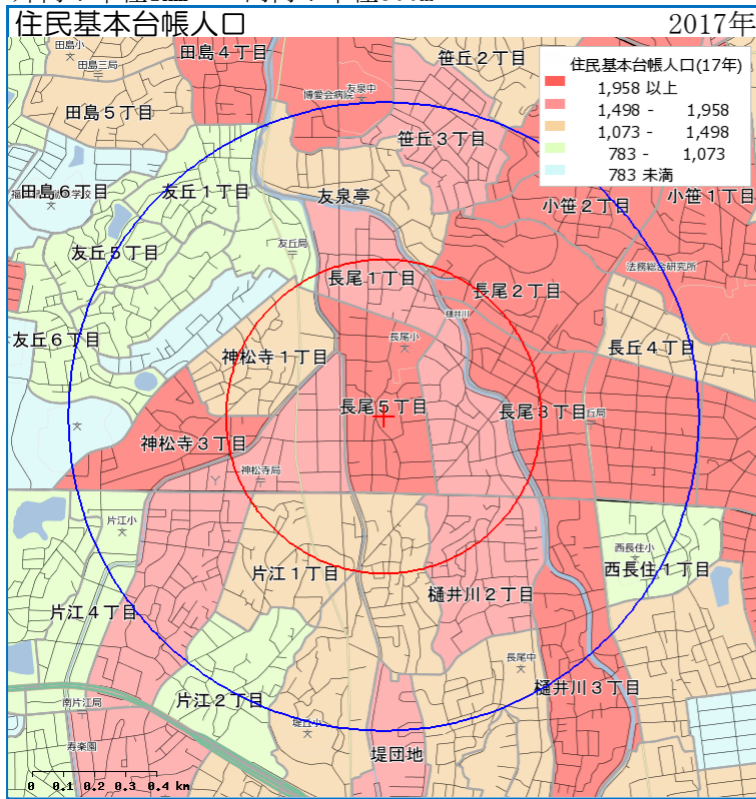 住民基本台帳人口
2017年
住民基本台帳人口(17年)
1,958 以上
1,498 - 1,958
1,073 - 1,498
783 - 1,073
783 未満
田島小
田島三局
田島4丁目
笹丘2丁目
博愛会病院
友泉中
田島5丁目
笹丘3丁目
田島6丁目
友丘1丁目
友泉亭
小笹2丁目
小笹1丁目
友丘局
友丘5丁目
法務総合研究所
長尾1丁目
長尾2丁目
樋井川
友丘6丁目
長尾小
長丘4丁目
神松寺1丁目
長尾5丁目
長尾3丁目
丘局
神松寺3丁目
神松寺局
片江小
西長住小
片江1丁目
西長住1丁目
樋井川2丁目
片江4丁目
長尾中
片江2丁目
樋井川3丁目
南片江局
堤丘小
寿楽園
堤団地
0 0.1 0.2 0.3 0.4 km